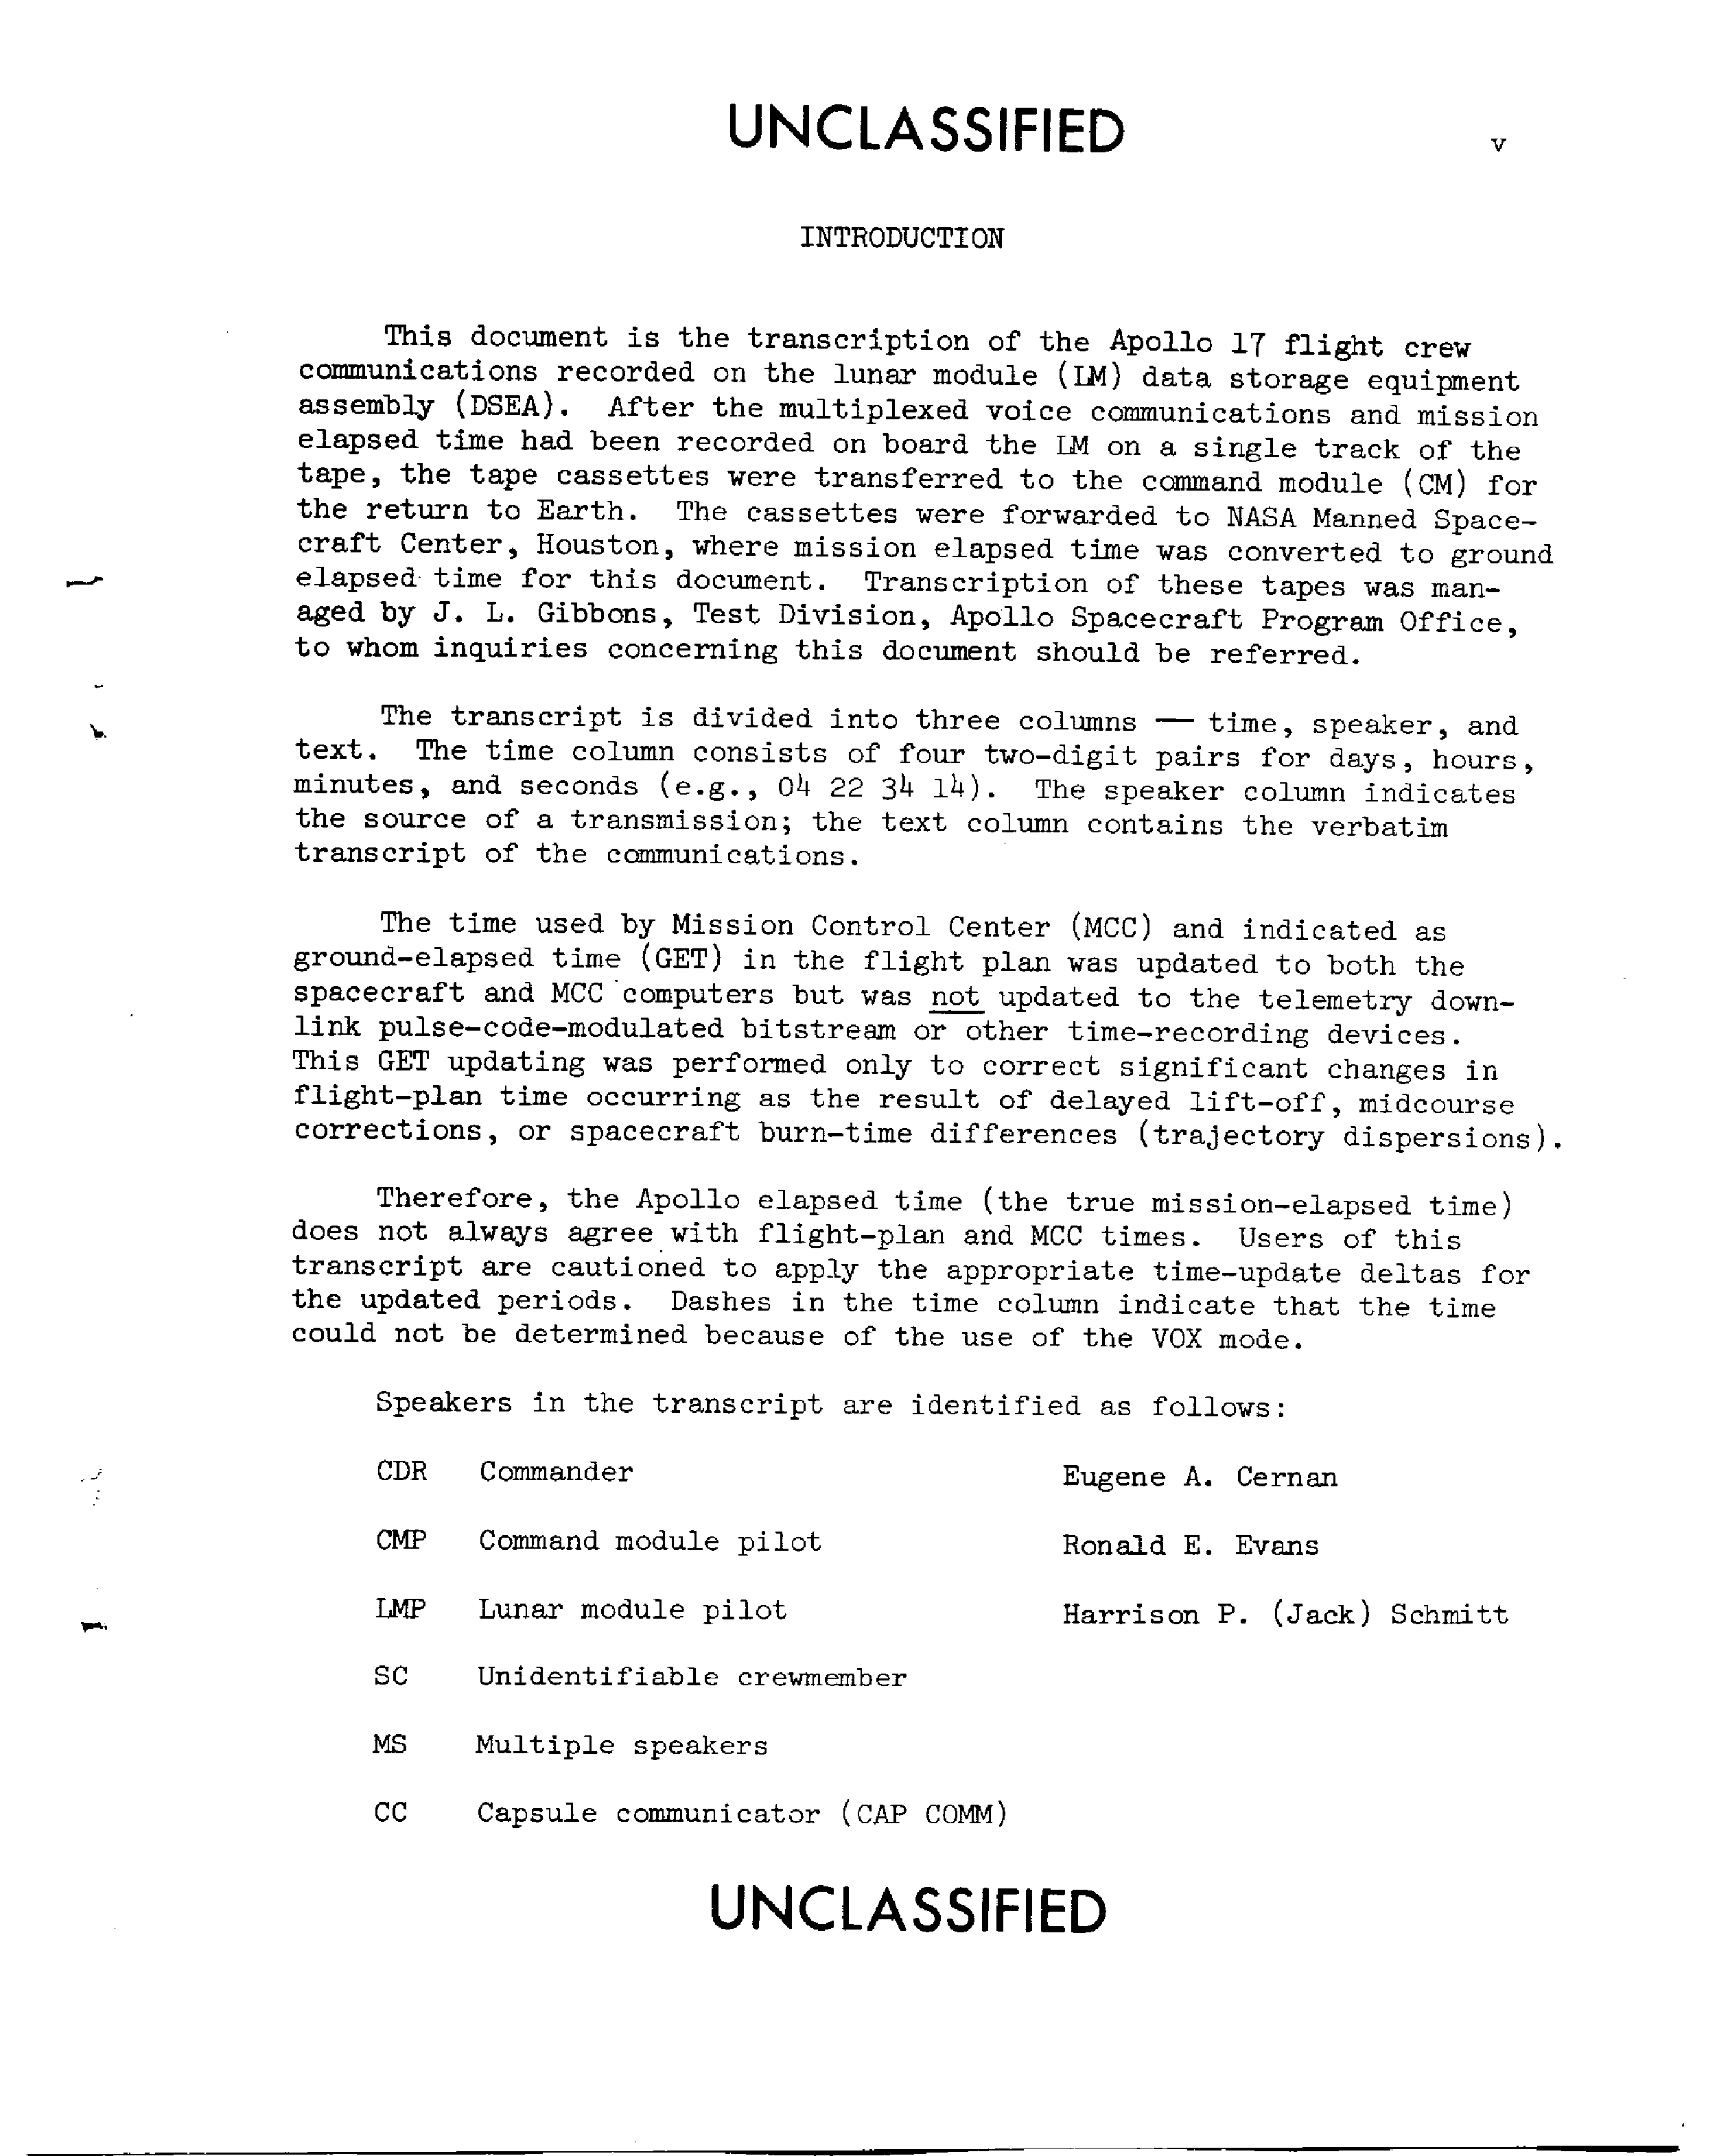 UNCLASSIFIED
v
INTRODUCTION
This document is the transcription of the Apollo 17 flight crew
communications recorded on the lunar module (LM) data storage equipment
assembly (DSEA). After the multiplexed voice communications and mission
elapsed time had been recorded on board the LM on a single track of the
tape, the tape cassettes were transferred to the command module (CM) for
the return to Earth. The cassettes were forwarded to NASA Manned Space-
craft Center, Houston, where mission elapsed time was converted to ground
elapsed time for this document. Transcription of these tapes was man-
aged by J. L. Gibbons, Test Division, Apollo Spacecraft Program Office,
to whom inquiries concerning this document should be referred.
The transcript is divided into three columns — time, speaker, and
text. The time column consists of four two-digit pairs for days, hours,
minutes, and seconds (e.g., 04 22 34 14). The speaker column indicates
the source of a transmission; the text column contains the verbatim
transcript of the communications.
The time used by Mission Control Center (MCC) and indicated as
ground-elapsed time (GET) in the flight plan was updated to both the
spacecraft and MCC computers but was not updated to the telemetry down-
link pulse-code-modulated bitstream or other time-recording devices.
This GET updating was performed only to correct significant changes in
flight-plan time occurring as the result of delayed lift-off, midcourse
corrections, or spacecraft burn-time differences (trajectory dispersions).
Therefore, the Apollo elapsed time (the true mission-elapsed time)
does not always agree with flight-plan and MCC times. Users of this
transcript are cautioned to apply the appropriate time-update deltas for
the updated periods. Dashes in the time column indicate that the time
could not be determined because of the use of the VOX mode.
Speakers in the transcript are identified as follows:
CDR Commander Eugene A. Cernan
CMP Command module pilot Ronald E. Evans
LMP Lunar module pilot Harrison P. (Jack) Schmitt
SC Unidentifiable crewmember
MS Multiple speakers
CC Capsule communicator (CAP COMM)
UNCLASSIFIED